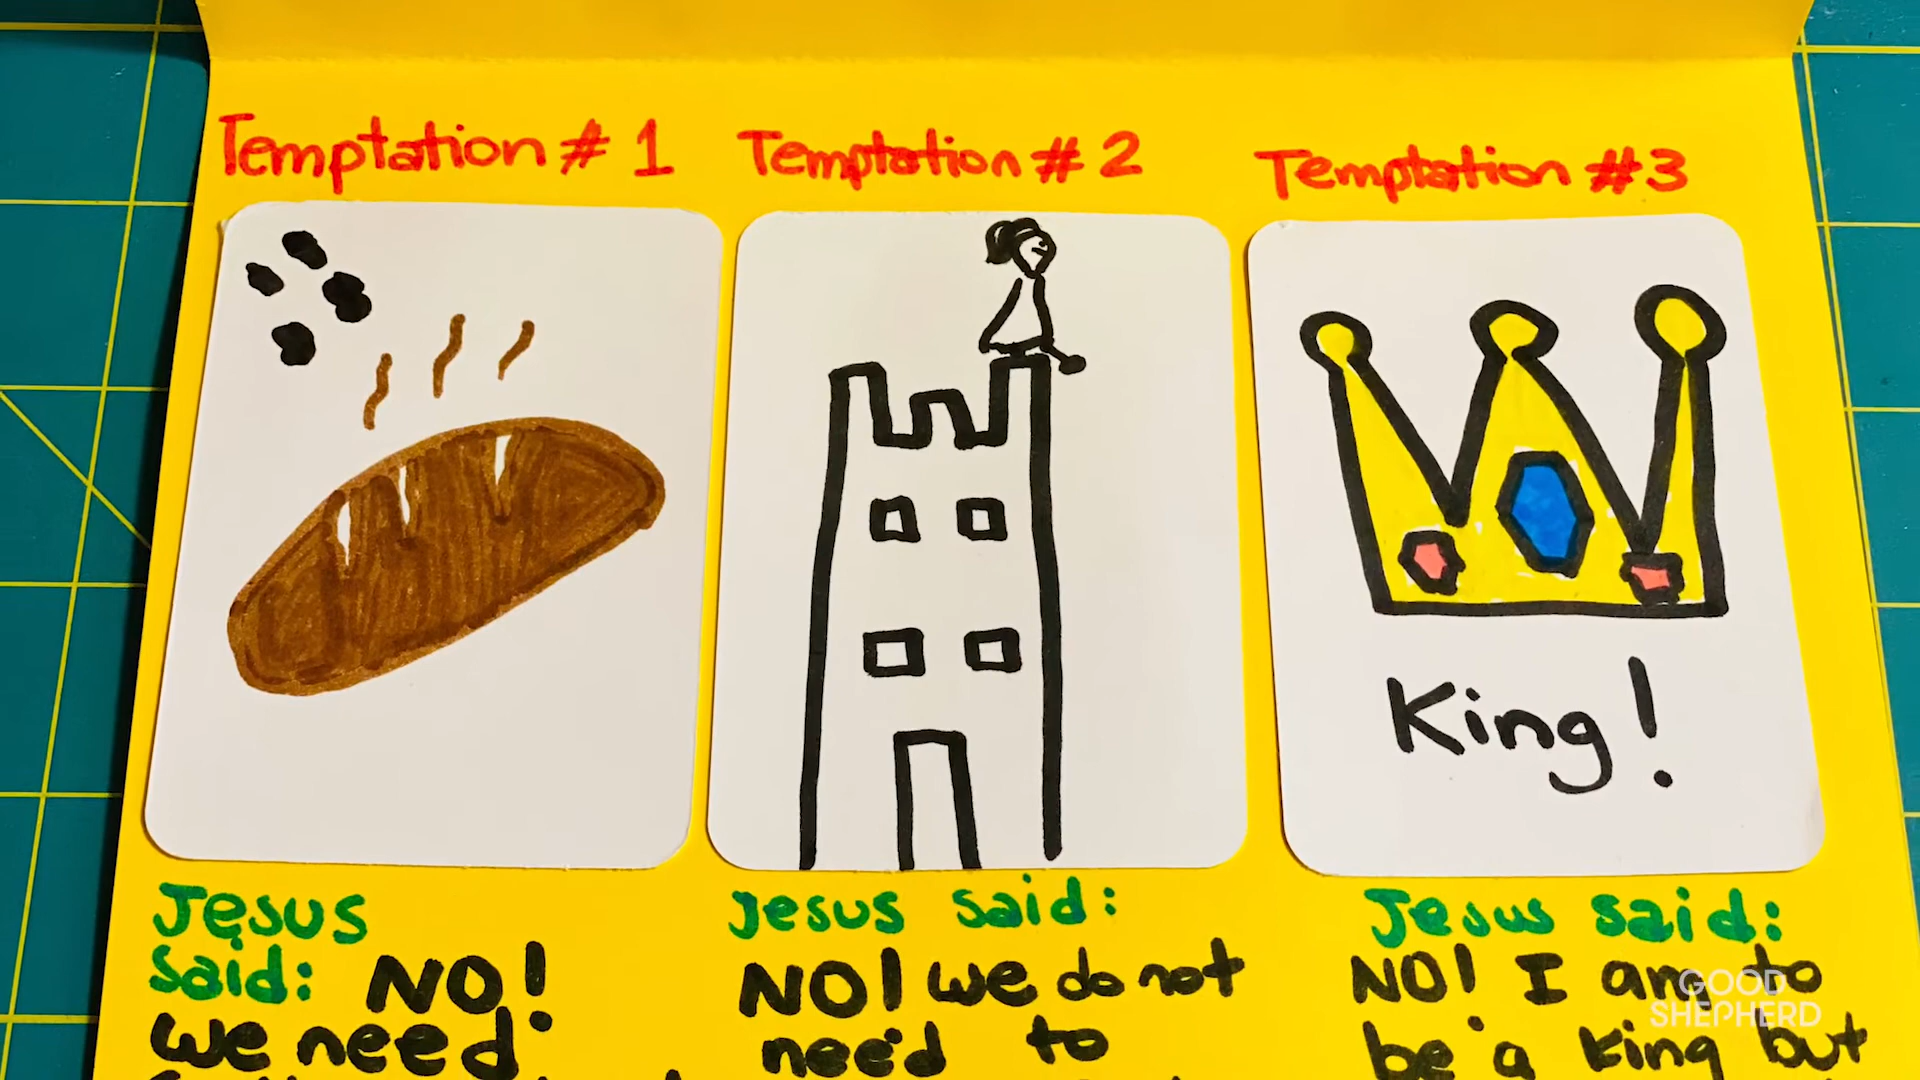 Temptation # 1
Temptation # 2
Temptation #3
King!
Jesus
said: NO!
we need
Jesus said:
NO! we do not
need to
Jesus said:
NO! I am to
be a king but
GOOD
SHEPHERD